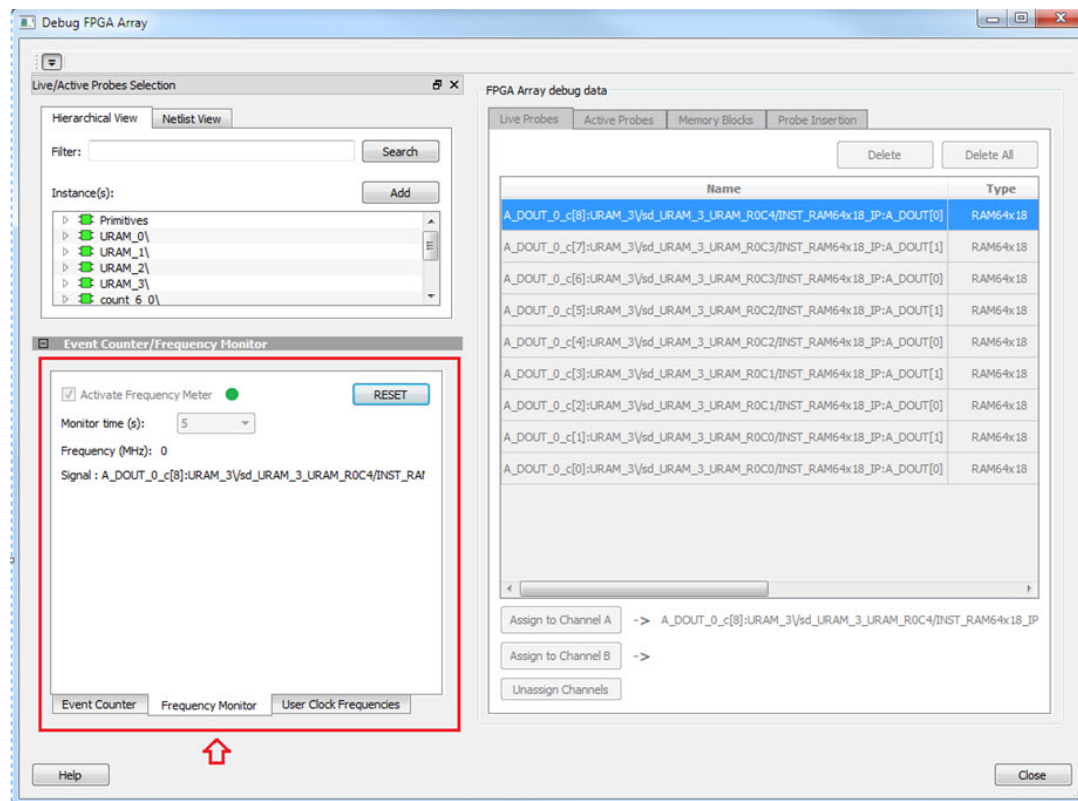 Debug FPGA Array
Live/Active Probes Selection
Hierarchical View
Netlist View
Filter:
Search
Instance(s):
Add
Primitives
URAM_0\
URAM_1\
URAM_2\
URAM_3\
count_6_0\
Event Counter/Frequency Monitor
Activate Frequency Meter
RESET
Monitor time (s): 5
Frequency (MHz): 0
Signal : A_DOUT_0_c[8]:URAM_3\/sd_URAM_3_URAM_R0C4/INST_RAM
Event Counter
Frequency Monitor
User Clock Frequencies
Help
FPGA Array debug data
Live Probes
Active Probes
Memory Blocks
Probe Insertion
Delete
Delete All
Name Type
A_DOUT_0_c[8]:URAM_3\/sd_URAM_3_URAM_R0C4/INST_RAM64x18_IP:A_DOUT[0] RAM64x18
A_DOUT_0_c[7]:URAM_3\/sd_URAM_3_URAM_R0C3/INST_RAM64x18_IP:A_DOUT[1] RAM64x18
A_DOUT_0_c[6]:URAM_3\/sd_URAM_3_URAM_R0C3/INST_RAM64x18_IP:A_DOUT[0] RAM64x18
A_DOUT_0_c[5]:URAM_3\/sd_URAM_3_URAM_R0C2/INST_RAM64x18_IP:A_DOUT[1] RAM64x18
A_DOUT_0_c[4]:URAM_3\/sd_URAM_3_URAM_R0C2/INST_RAM64x18_IP:A_DOUT[0] RAM64x18
A_DOUT_0_c[3]:URAM_3\/sd_URAM_3_URAM_R0C1/INST_RAM64x18_IP:A_DOUT[1] RAM64x18
A_DOUT_0_c[2]:URAM_3\/sd_URAM_3_URAM_R0C1/INST_RAM64x18_IP:A_DOUT[0] RAM64x18
A_DOUT_0_c[1]:URAM_3\/sd_URAM_3_URAM_R0C0/INST_RAM64x18_IP:A_DOUT[1] RAM64x18
A_DOUT_0_c[0]:URAM_3\/sd_URAM_3_URAM_R0C0/INST_RAM64x18_IP:A_DOUT[0] RAM64x18
Assign to Channel A -> A_DOUT_0_c[8]:URAM_3\/sd_URAM_3_URAM_R0C4/INST_RAM64x18_IP
Assign to Channel B ->
Unassign Channels
Close